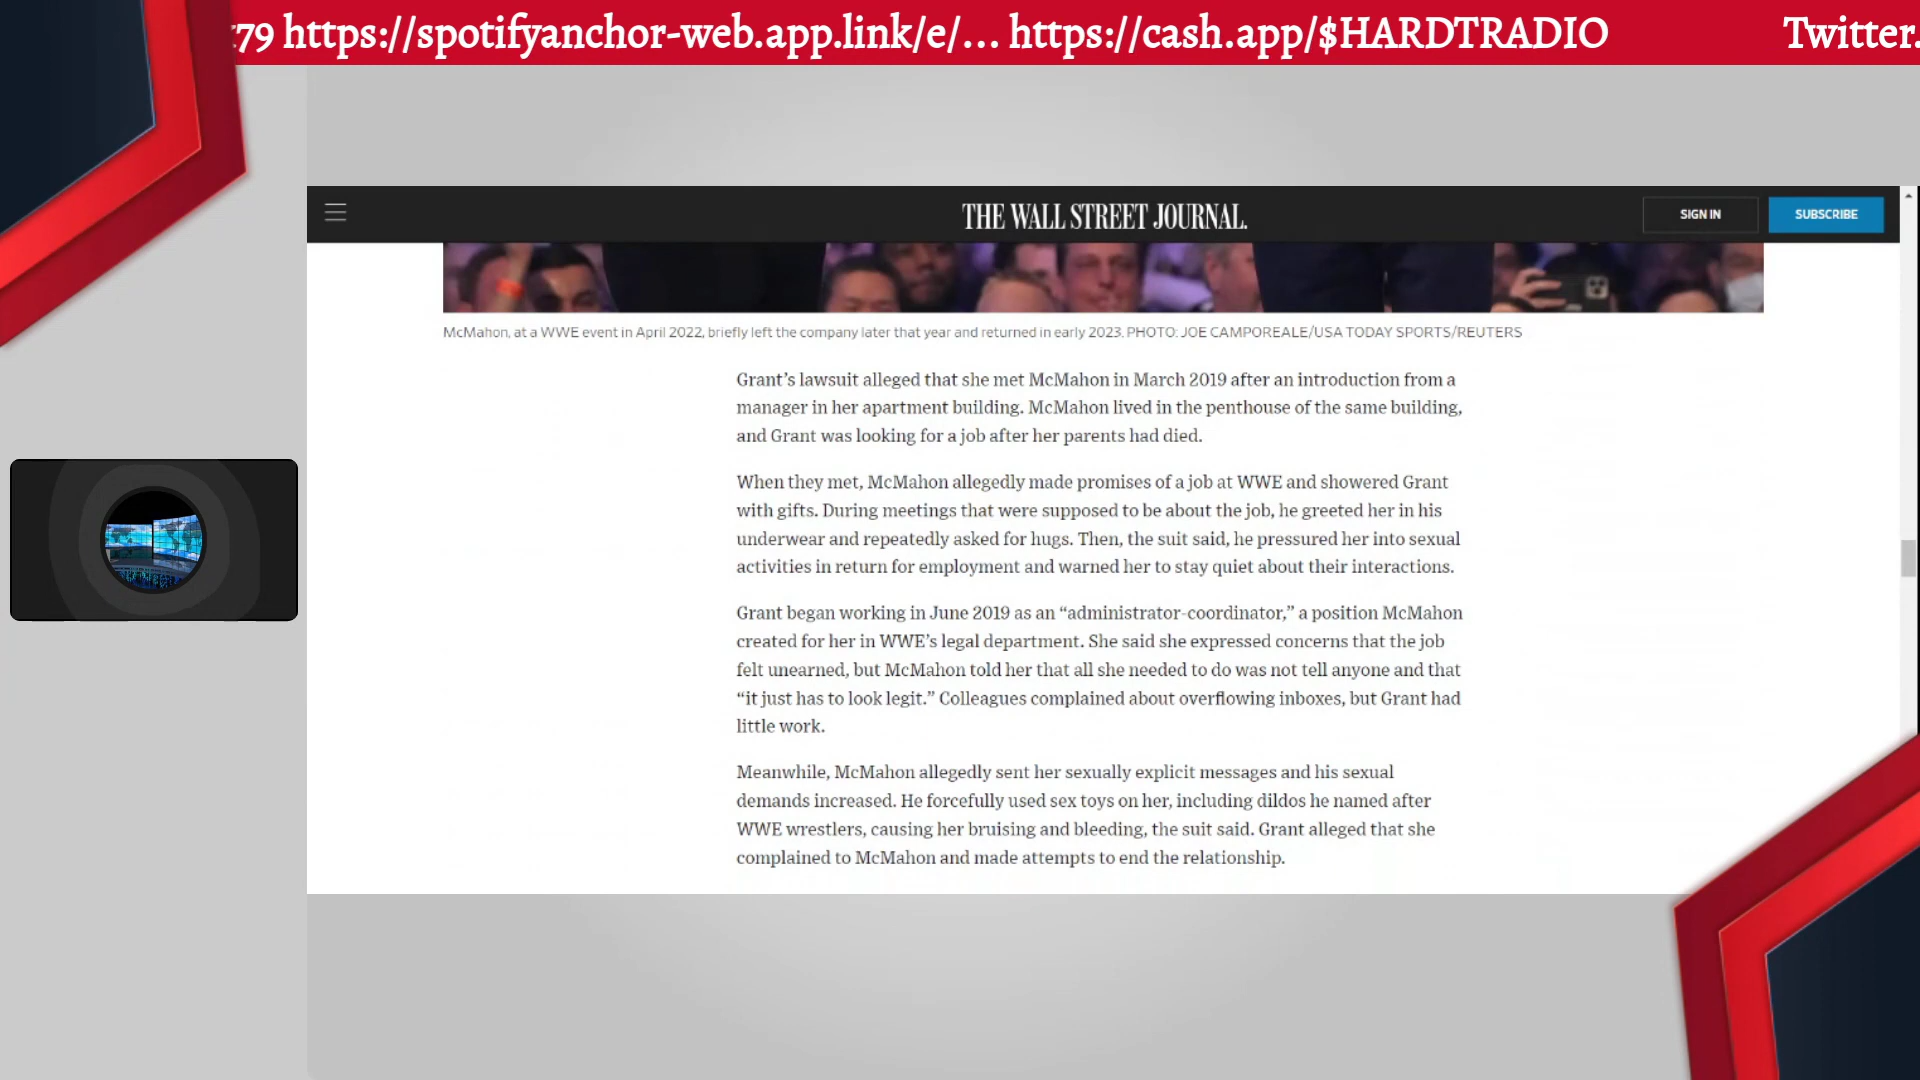 79 https://spotifyanchor-web.app.link/e/... https://cash.app/$HARDTRADIO Twitter.
THE WALL STREET JOURNAL.
SIGN IN
SUBSCRIBE
McMahon, at a WWE event in April 2022, briefly left the company later that year and returned in early 2023. PHOTO: JOE CAMPOREALE/USA TODAY SPORTS/REUTERS
Grant’s lawsuit alleged that she met McMahon in March 2019 after an introduction from a
manager in her apartment building. McMahon lived in the penthouse of the same building,
and Grant was looking for a job after her parents had died.
When they met, McMahon allegedly made promises of a job at WWE and showered Grant
with gifts. During meetings that were supposed to be about the job, he greeted her in his
underwear and repeatedly asked for hugs. Then, the suit said, he pressured her into sexual
activities in return for employment and warned her to stay quiet about their interactions.
Grant began working in June 2019 as an “administrator-coordinator,” a position McMahon
created for her in WWE’s legal department. She said she expressed concerns that the job
felt unearned, but McMahon told her that all she needed to do was not tell anyone and that
“it just has to look legit.” Colleagues complained about overflowing inboxes, but Grant had
little work.
Meanwhile, McMahon allegedly sent her sexually explicit messages and his sexual
demands increased. He forcefully used sex toys on her, including dildos he named after
WWE wrestlers, causing her bruising and bleeding, the suit said. Grant alleged that she
complained to McMahon and made attempts to end the relationship.